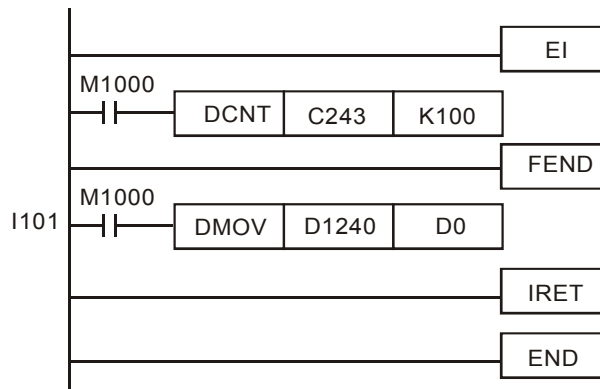 EI
M1000
DCNT C243 K100
FEND
M1000
I101 DMOV D1240 D0
IRET
END